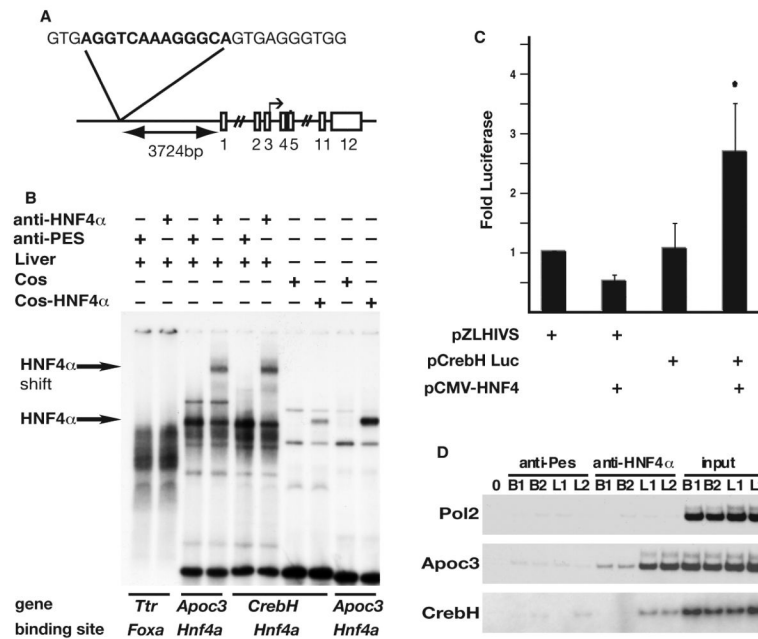 A
GTGAGGTCAAAGGGCAGTGAGGGTGG
3724bp
1 2 3 4 5 11 12
B
anti-HNF4α – + – + – + – – – –
anti-PES + – + – + – – – – –
Liver + + + + + + – – – –
Cos – – – – – – + – + –
Cos-HNF4α – – – – – – – + – +
HNF4α
shift
HNF4α
gene Ttr Apoc3 CrebH Apoc3
binding site Foxa Hnf4a Hnf4a Hnf4a
C
Fold Luciferase
4
3
2
1
pZLHIVS + +
pCrebH Luc + +
pCMV-HNF4 + +
D
anti-Pes anti-HNF4α input
0 B1 B2 L1 L2 B1 B2 L1 L2 B1 B2 L1 L
Pol2
Apoc3
CrebH